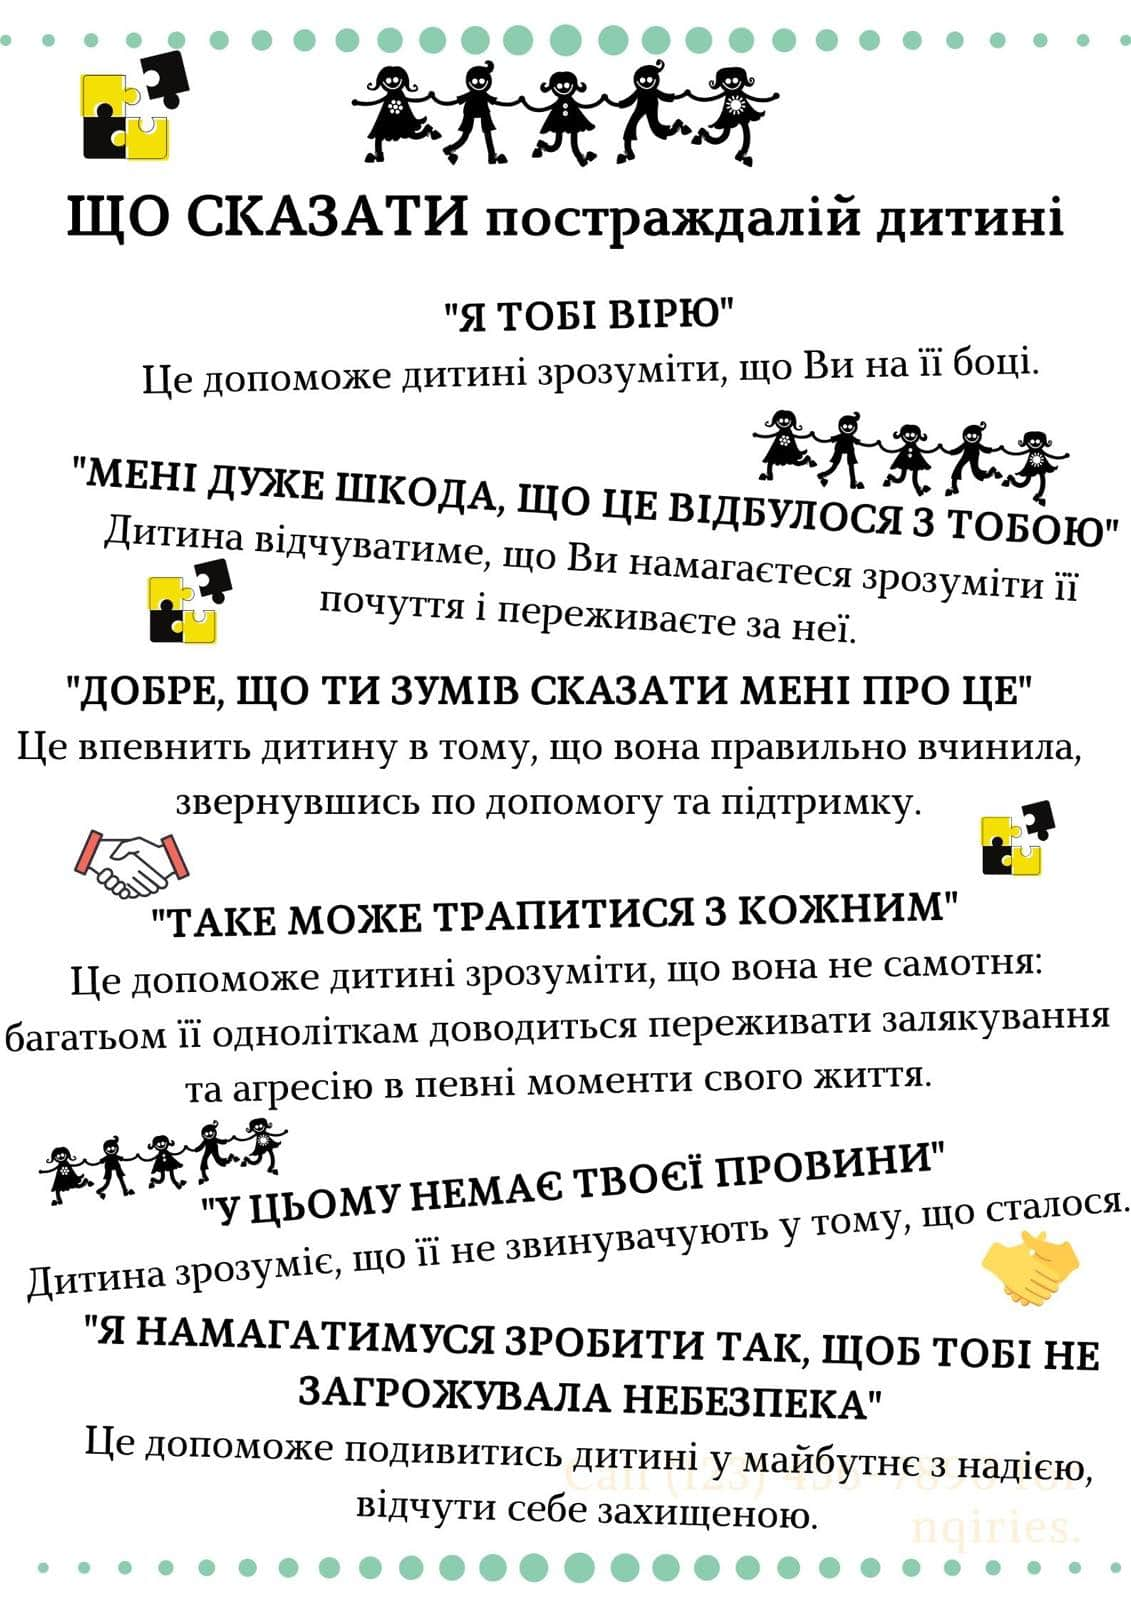 ЩО СКАЗАТИ постраждалій дитині
"Я ТОБІ ВІРЮ"
Це допоможе дитині зрозуміти, що Ви на її боці.
"МЕНІ ДУЖЕ ШКОДА, ЩО ЦЕ ВІДБУЛОСЯ З ТОБОЮ"
Дитина відчуватиме, що Ви намагаєтеся зрозуміти її
почуття і переживаєте за неї.
"ДОБРЕ, ЩО ТИ ЗУМІВ СКАЗАТИ МЕНІ ПРО ЦЕ"
Це впевнить дитину в тому, що вона правильно вчинила,
звернувшись по допомогу та підтримку.
"ТАКЕ МОЖЕ ТРАПИТИСЯ З КОЖНИМ"
Це допоможе дитині зрозуміти, що вона не самотня:
багатьом її одноліткам доводиться переживати залякування
та агресію в певні моменти свого життя.
"У ЦЬОМУ НЕМАЄ ТВОЄЇ ПРОВИНИ"
Дитина зрозуміє, що її не звинувачують у тому, що сталося.
"Я НАМАГАТИМУСЯ ЗРОБИТИ ТАК, ЩОБ ТОБІ НЕ
ЗАГРОЖУВАЛА НЕБЕЗПЕКА"
Це допоможе подивитись дитині у майбутнє з надією,
Call (123) 456-7890 for
відчути себе захищеною.
nqiries.